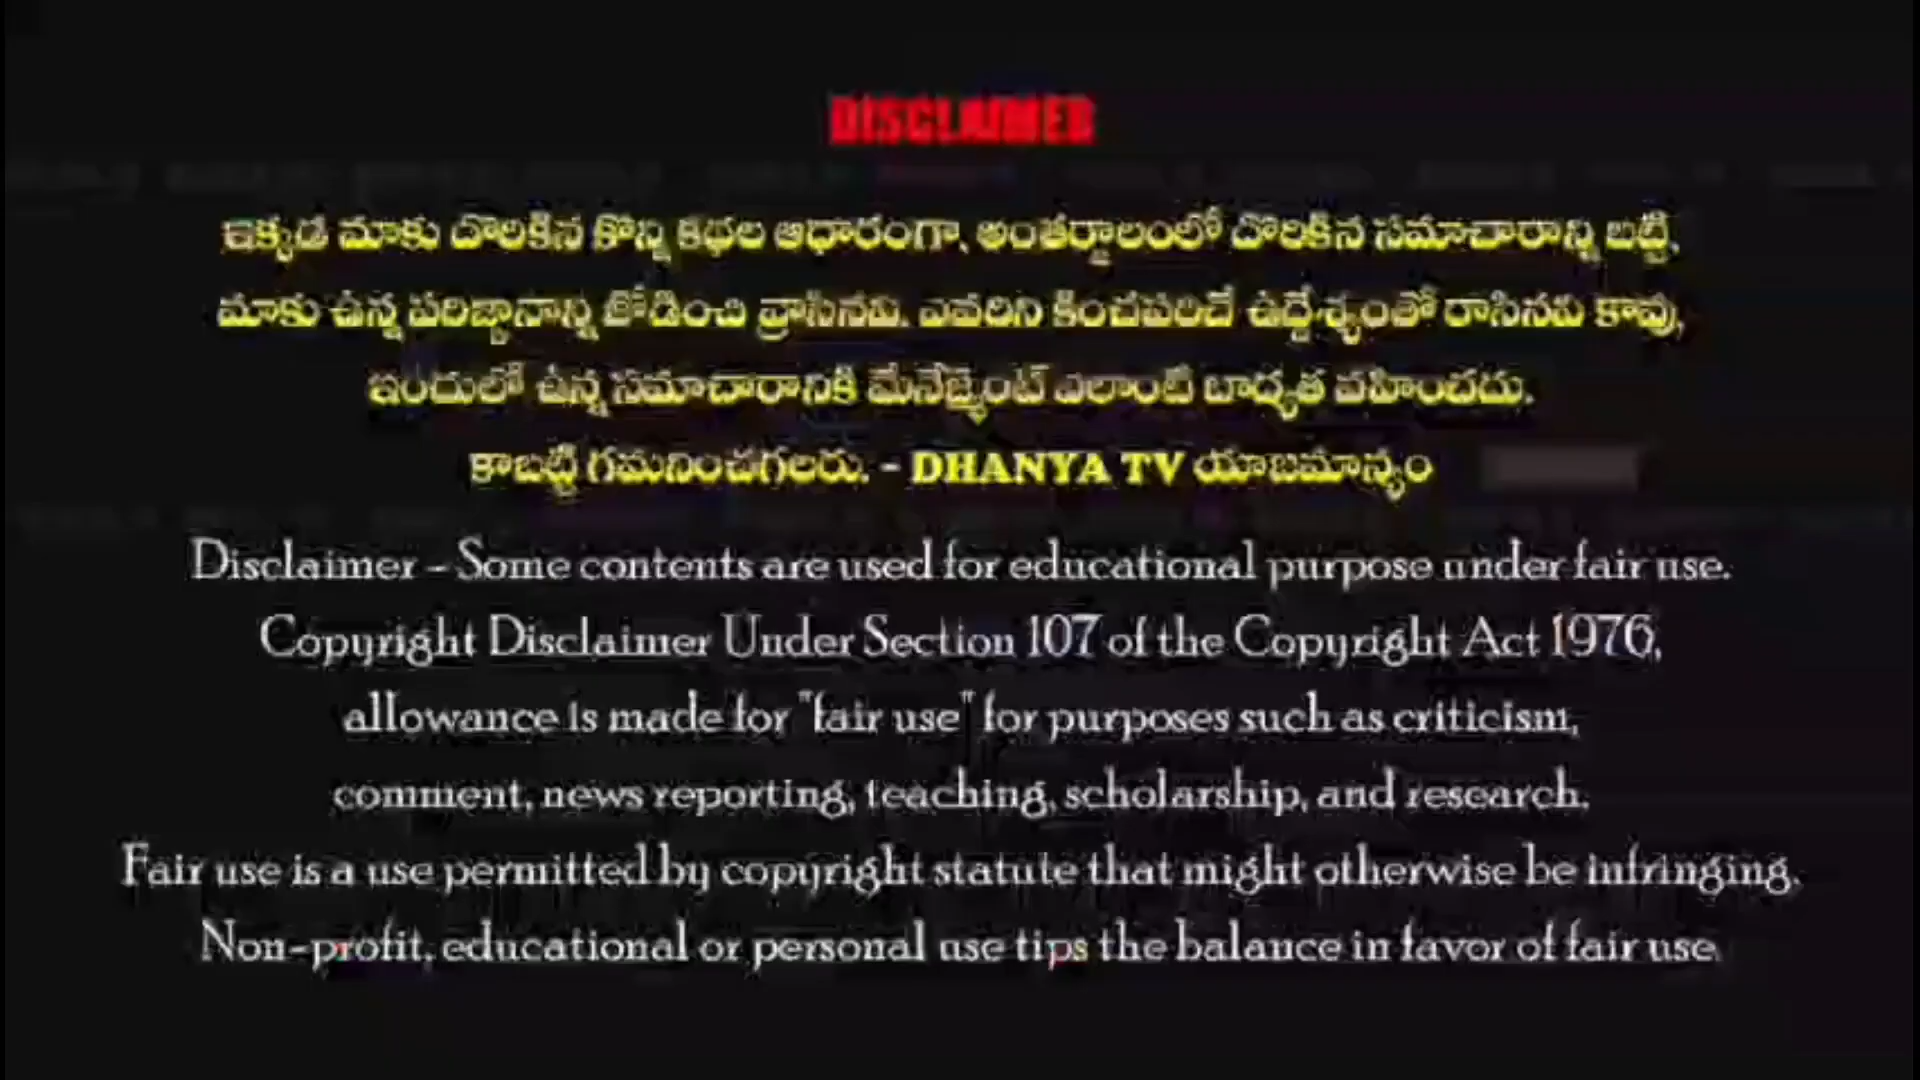 DISCLAIMER
ఇక్కడ మాకు దొరికిన కొన్ని కథల ఆధారంగా, అంతర్జాలంలో దొరికిన సమాచారాన్ని బట్టి,
మాకు ఉన్న పరిజ్ఞానాన్ని జోడించి వ్రాసినవి. ఎవరిని కించపరిచే ఉద్దేశ్యంతో రాసినవి కావు,
ఇందులో ఉన్న సమాచారానికి మేనేజ్మెంట్ ఎలాంటి బాధ్యత వహించదు.
కాబట్టి గమనించగలరు. - DHANYA TV యాజమాన్యం
Disclaimer - Some contents are used for educational purpose under fair use.
Copyright Disclaimer Under Section 107 of the Copyright Act 1976,
allowance is made for "fair use" for purposes such as criticism,
comment, news reporting, teaching, scholarship, and research.
Fair use is a use permitted by copyright statute that might otherwise be infringing.
Non-profit, educational or personal use tips the balance in favor of fair use.